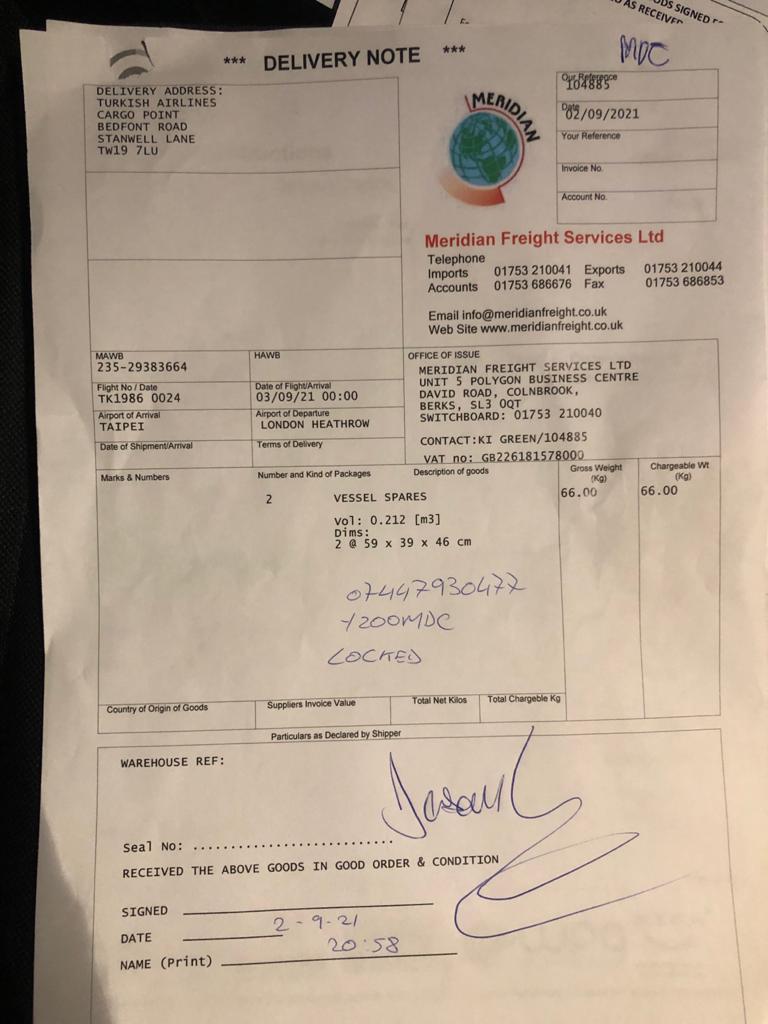 ODS SIGNED
AS RECEIVED
*** DELIVERY NOTE ***
MDC
DELIVERY ADDRESS:
TURKISH AIRLINES
CARGO POINT
BEDFONT ROAD
STANWELL LANE
TW19 7LU
MERIDIAN
Our Reference
104885
Date
02/09/2021
Your Reference
Invoice No.
Account No.
Meridian Freight Services Ltd
Telephone
Imports 01753 210041 Exports 01753 210044
Accounts 01753 686676 Fax 01753 686853
Email info@meridianfreight.co.uk
Web Site www.meridianfreight.co.uk
MAWB
235-29383664
HAWB
Flight No / Date
TK1986 0024
Date of Flight/Arrival
03/09/21 00:00
Airport of Arrival
TAIPEI
Airport of Departure
LONDON HEATHROW
Date of Shipment/Arrival
Terms of Delivery
OFFICE OF ISSUE
MERIDIAN FREIGHT SERVICES LTD
UNIT 5 POLYGON BUSINESS CENTRE
DAVID ROAD, COLNBROOK,
BERKS, SL3 0QT
SWITCHBOARD: 01753 210040
CONTACT:KI GREEN/104885
VAT no: GB226181578000
Marks & Numbers
Number and Kind of Packages
Description of goods
Gross Weight
(Kg)
Chargeable Wt
(Kg)
2 VESSEL SPARES 66.00 66.00
Vol: 0.212 [m3]
Dims:
2 @ 59 x 39 x 46 cm
07447930477
Y200MDC
LOCKED
Country of Origin of Goods
Suppliers Invoice Value
Total Net Kilos
Total Chargeable Kg
Particulars as Declared by Shipper
WAREHOUSE REF:
Seal No: ...........................
RECEIVED THE ABOVE GOODS IN GOOD ORDER & CONDITION
SIGNED
DATE 2-9-21
20:58
NAME (Print)